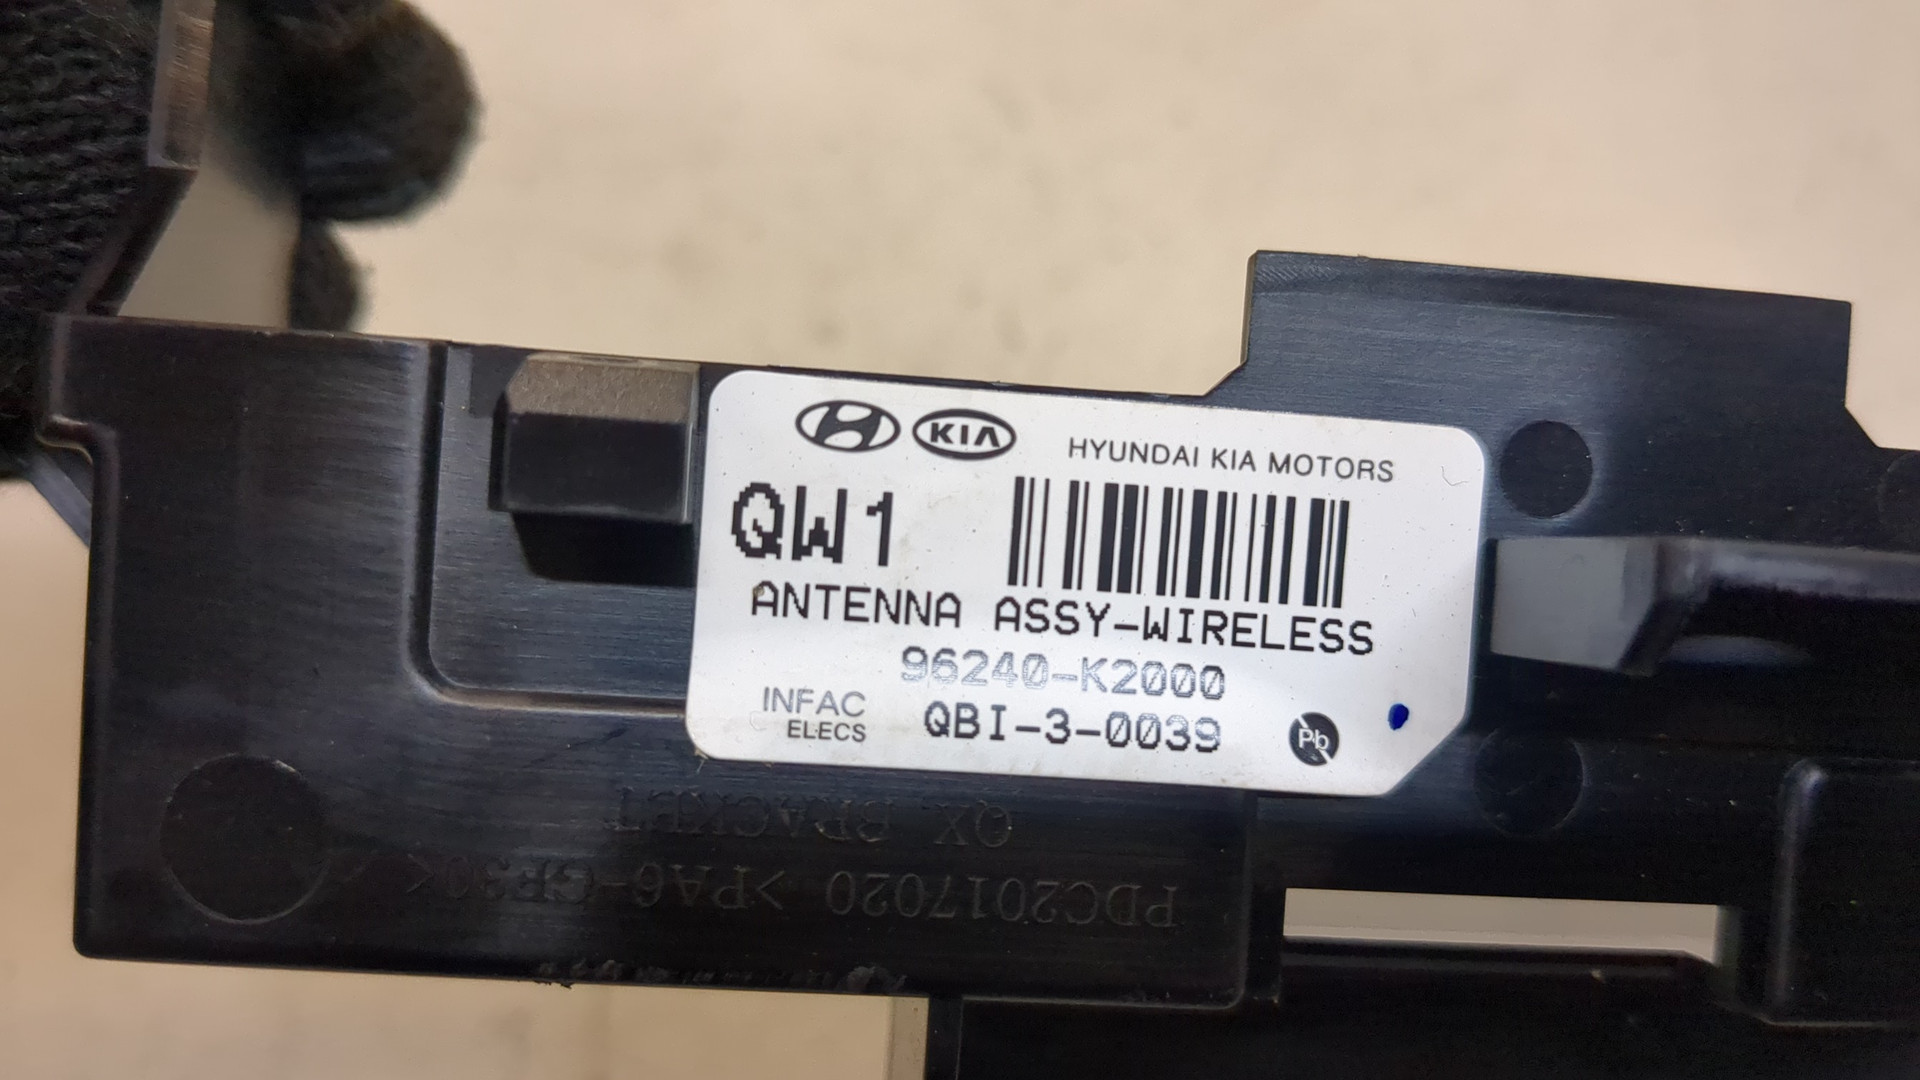 KIA HYUNDAI KIA MOTORS
QW1
ANTENNA ASSY-WIRELESS
96240-K2000
INFAC QBI-3-0039
ELECS
Pb
QX BRACKET
PDC2017020 >PA6-GF30<